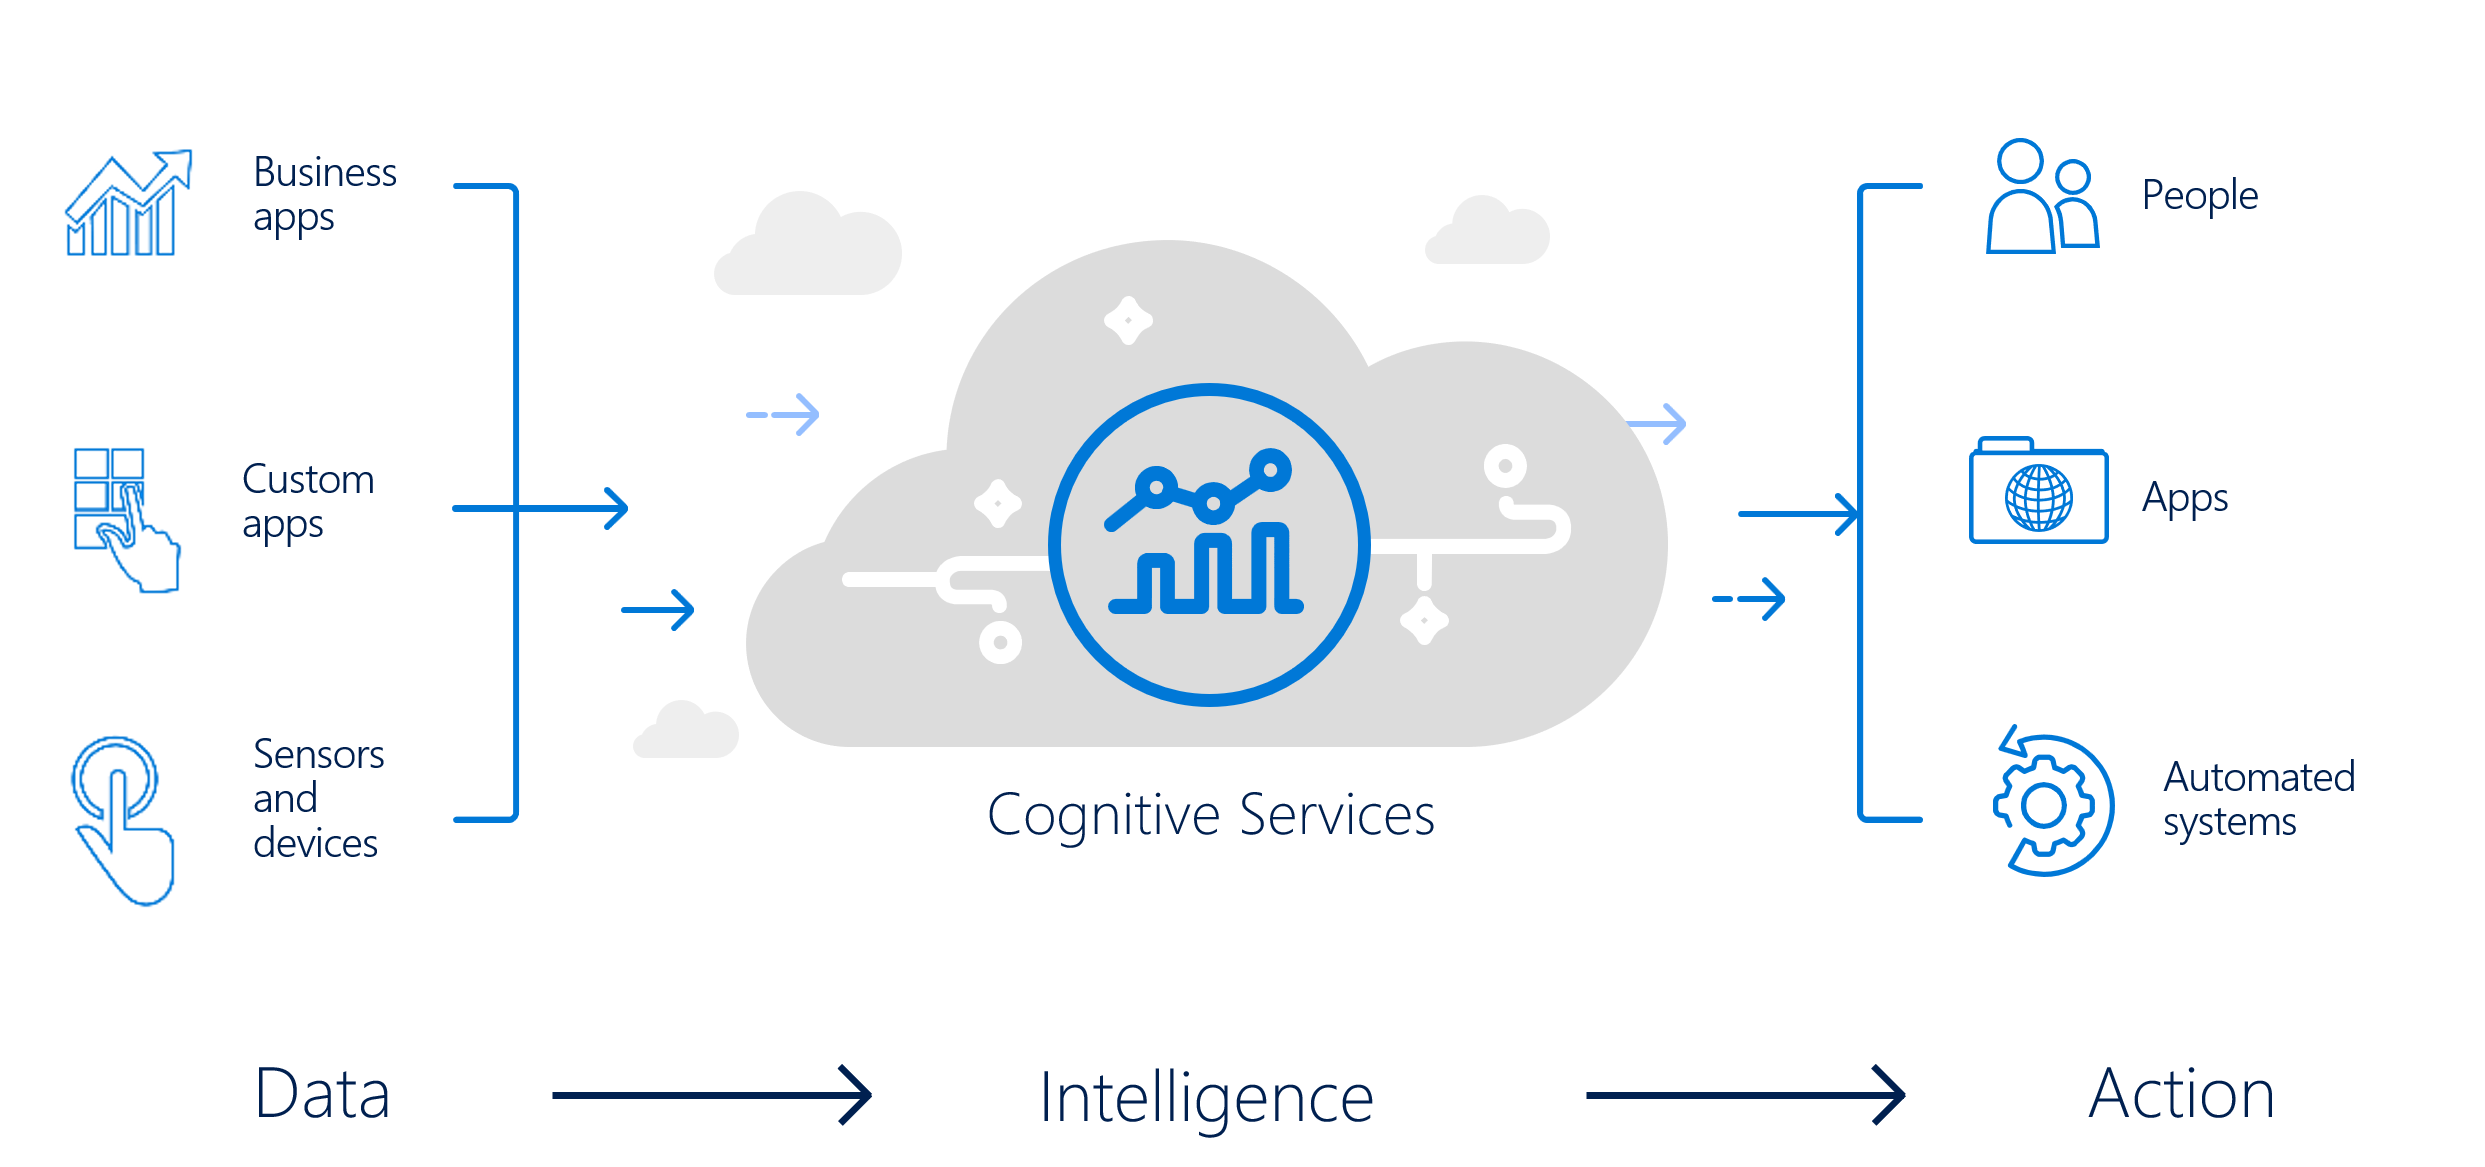 Business
apps
Custom
apps
Sensors
and
devices
Cognitive Services
People
Apps
Automated
systems
Data
Intelligence
Action